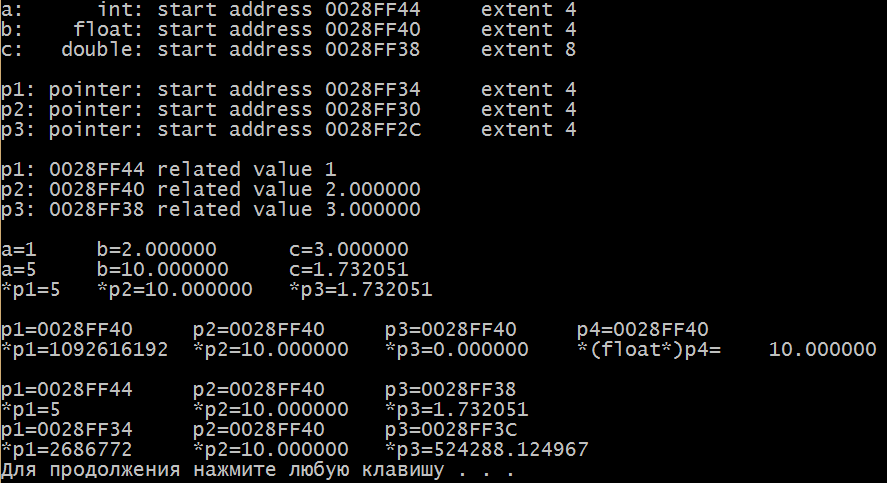 a:       int: start address 0028FF44     extent 4
b:     float: start address 0028FF40     extent 4
c:    double: start address 0028FF38     extent 8

p1: pointer: start address 0028FF34     extent 4
p2: pointer: start address 0028FF30     extent 4
p3: pointer: start address 0028FF2C     extent 4

p1: 0028FF44 related value 1
p2: 0028FF40 related value 2.000000
p3: 0028FF38 related value 3.000000

a=1     b=2.000000      c=3.000000
a=5     b=10.000000     c=1.732051
*p1=5   *p2=10.000000   *p3=1.732051

p1=0028FF40     p2=0028FF40     p3=0028FF40     p4=0028FF40
*p1=1092616192  *p2=10.000000   *p3=0.000000    *(float*)p4=    10.000000

p1=0028FF44     p2=0028FF40     p3=0028FF38
*p1=5           *p2=10.000000   *p3=1.732051
p1=0028FF34     p2=0028FF40     p3=0028FF3C
*p1=2686772     *p2=10.000000   *p3=524288.124967
Для продолжения нажмите любую клавишу . . .